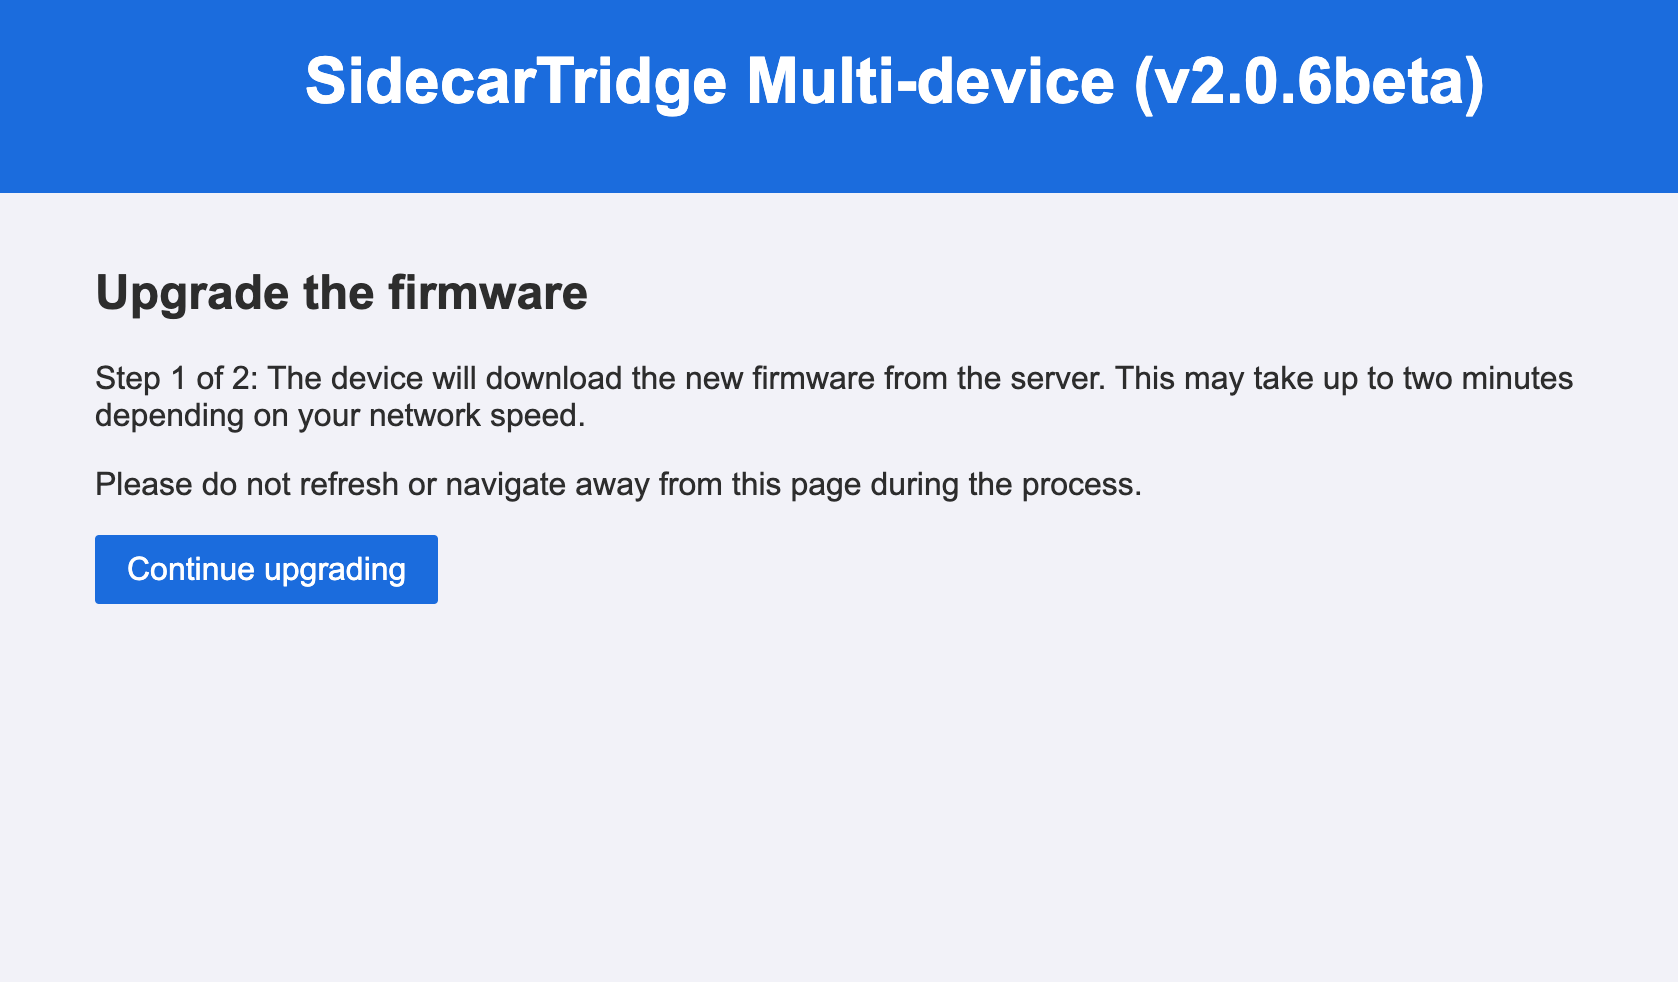 SidecarTridge Multi-device (v2.0.6beta)
Upgrade the firmware
Step 1 of 2: The device will download the new firmware from the server. This may take up to two minutes
depending on your network speed.
Please do not refresh or navigate away from this page during the process.
Continue upgrading